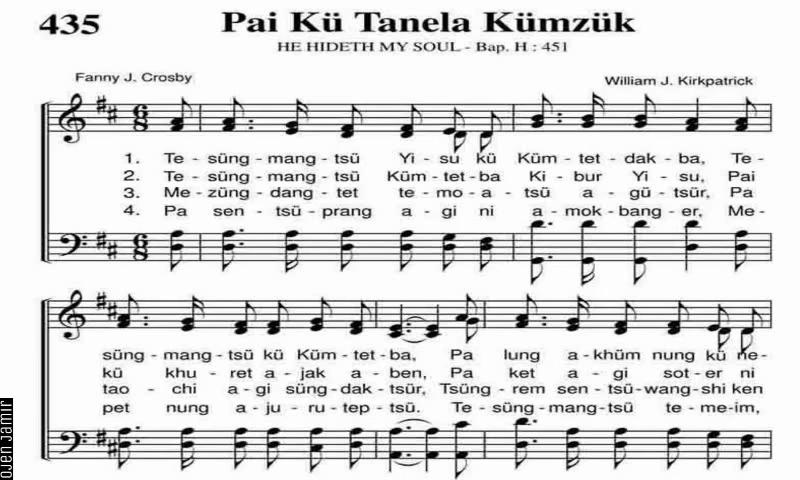 435 Pai Kü Tanela Kümzük
HE HIDETH MY SOUL - Bap. H : 451
Fanny J. Crosby
William J. Kirkpatrick
1. Te - süng - mang - tsü Yi - su kü Küm - tet - dak - ba, Te -
2. Te - süng - mang - tsü Küm - tet - ba Ki - bur Yi - su, Pai
3. Me - züng - dang - tet te - mo - a - tsü a - gü - tsür, Pa
4. Pa sen - tsü - prang a - gi ni a - mok - bang - er, Me -
süng - mang - tsü kü Küm - tet - ba, Pa lung a - khüm nung kü ne -
kü khu - ret a - jak a - ben, Pa ket a - gi sot - er ni
tao - chi a - gi süng - dak - tsür, Tsüng - rem sen - tsü - wang - shi ken
pet nung a - ju - ru - tep - tsü. Te - süng - mang - tsü te - me - im,
Ojen Jamir